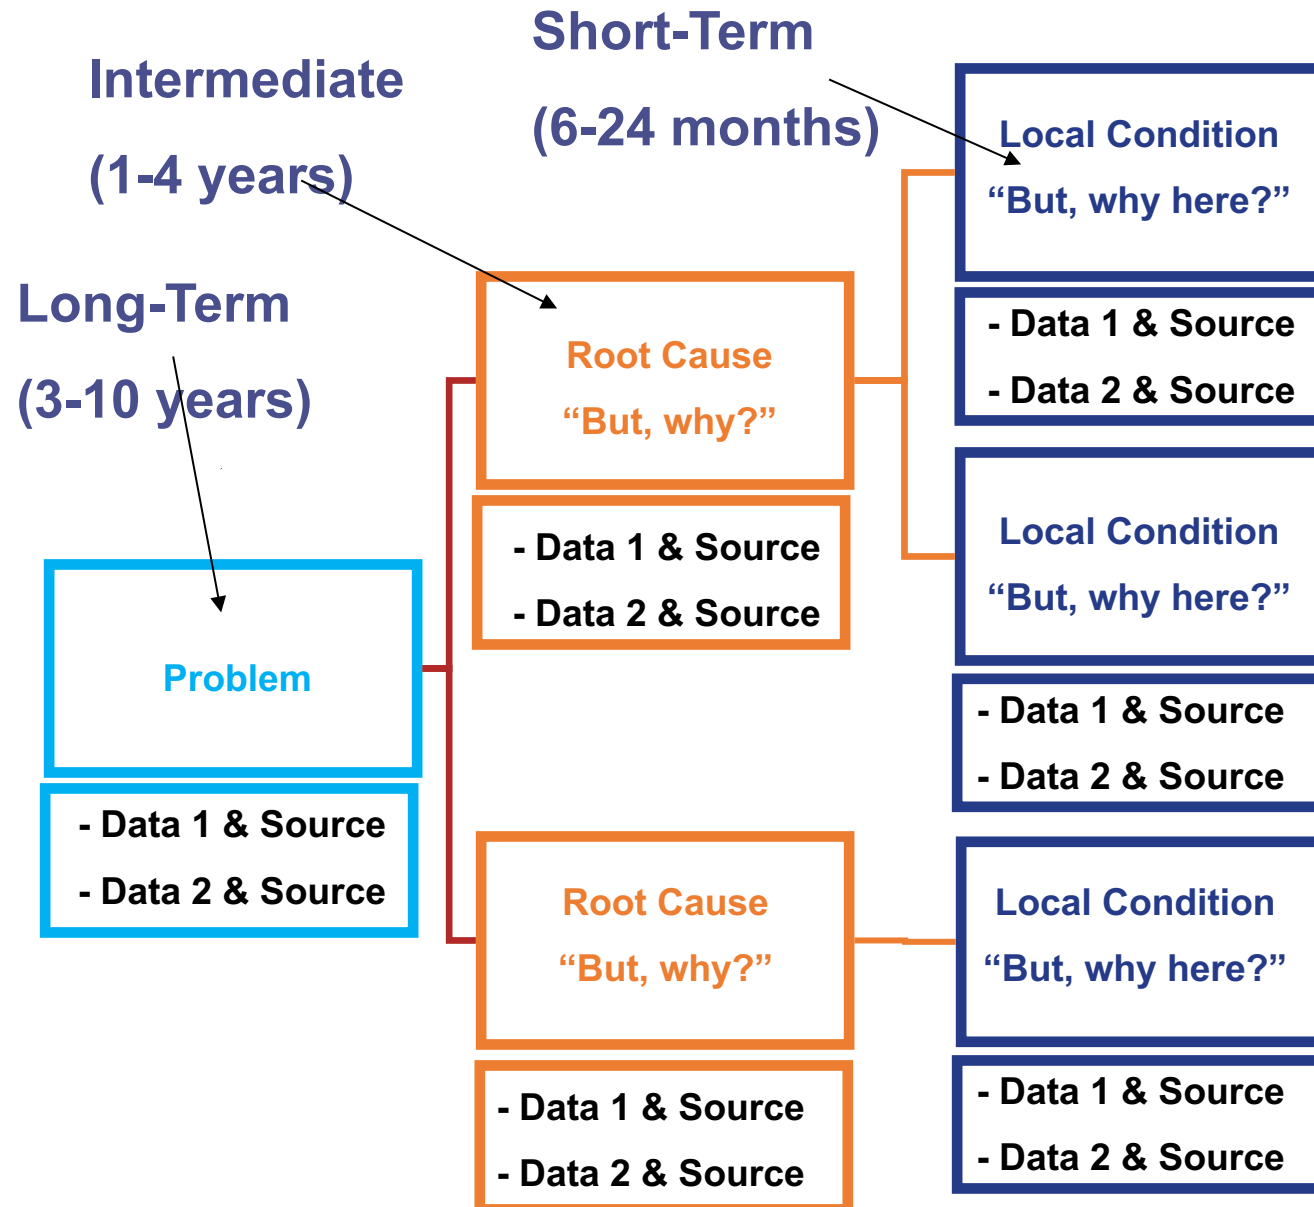 Short-Term
(6-24 months)
Intermediate
(1-4 years)
Long-Term
(3-10 years)
Problem
- Data 1 & Source
- Data 2 & Source
Root Cause
“But, why?”
- Data 1 & Source
- Data 2 & Source
Root Cause
“But, why?”
- Data 1 & Source
- Data 2 & Source
Local Condition
“But, why here?”
- Data 1 & Source
- Data 2 & Source
Local Condition
“But, why here?”
- Data 1 & Source
- Data 2 & Source
Local Condition
“But, why here?”
- Data 1 & Source
- Data 2 & Source